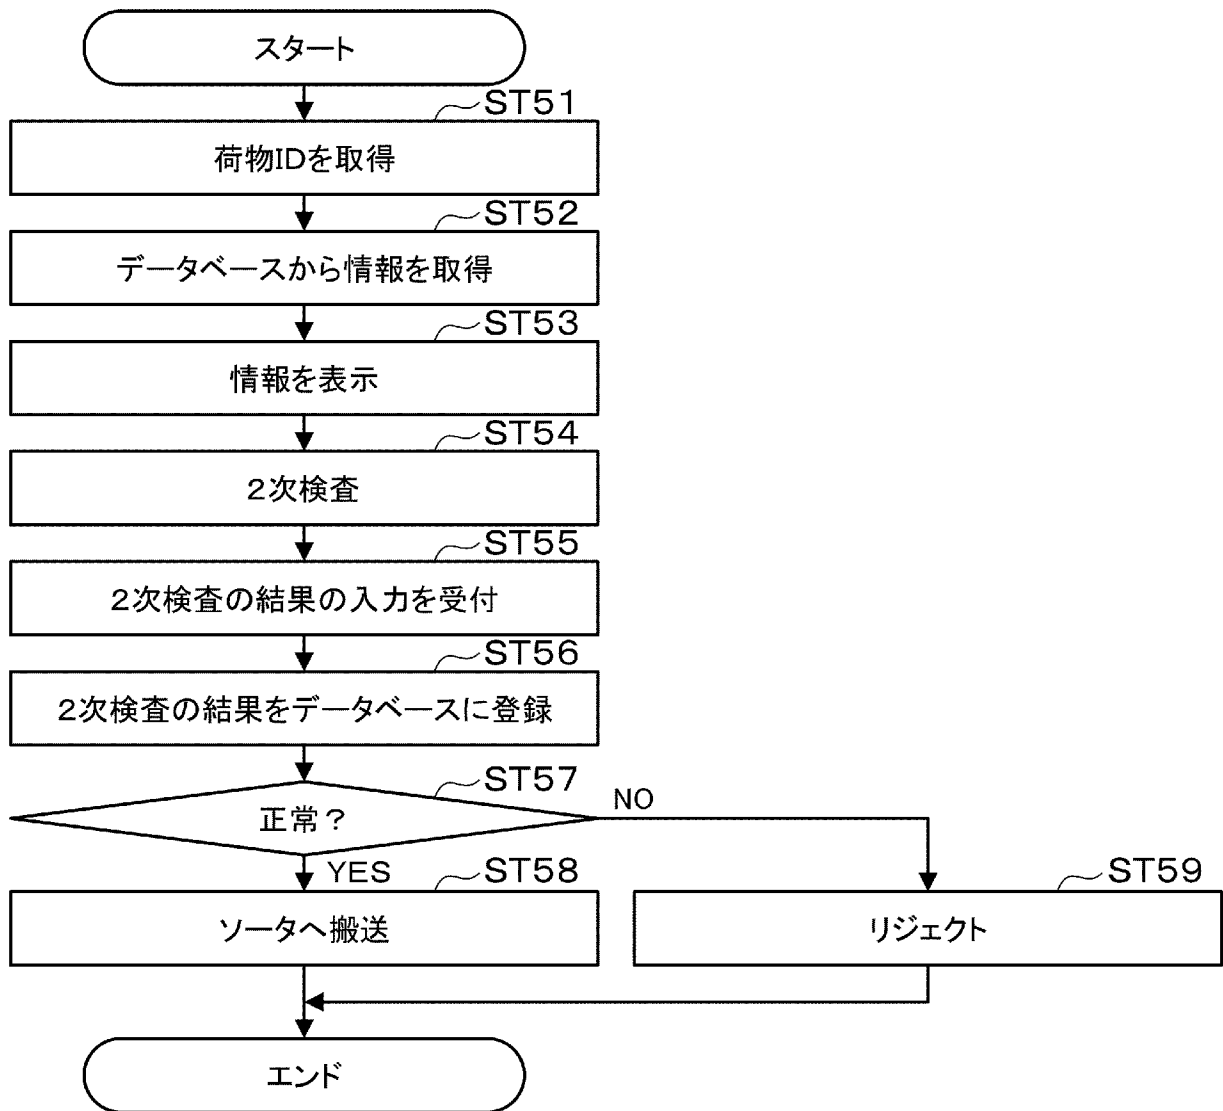 スタート
ST51
荷物IDを取得
ST52
データベースから情報を取得
ST53
情報を表示
ST54
２次検査
ST55
２次検査の結果の入力を受付
ST56
２次検査の結果をデータベースに登録
ST57
正常？
NO
YES
ST58
ソータへ搬送
ST59
リジェクト
エンド